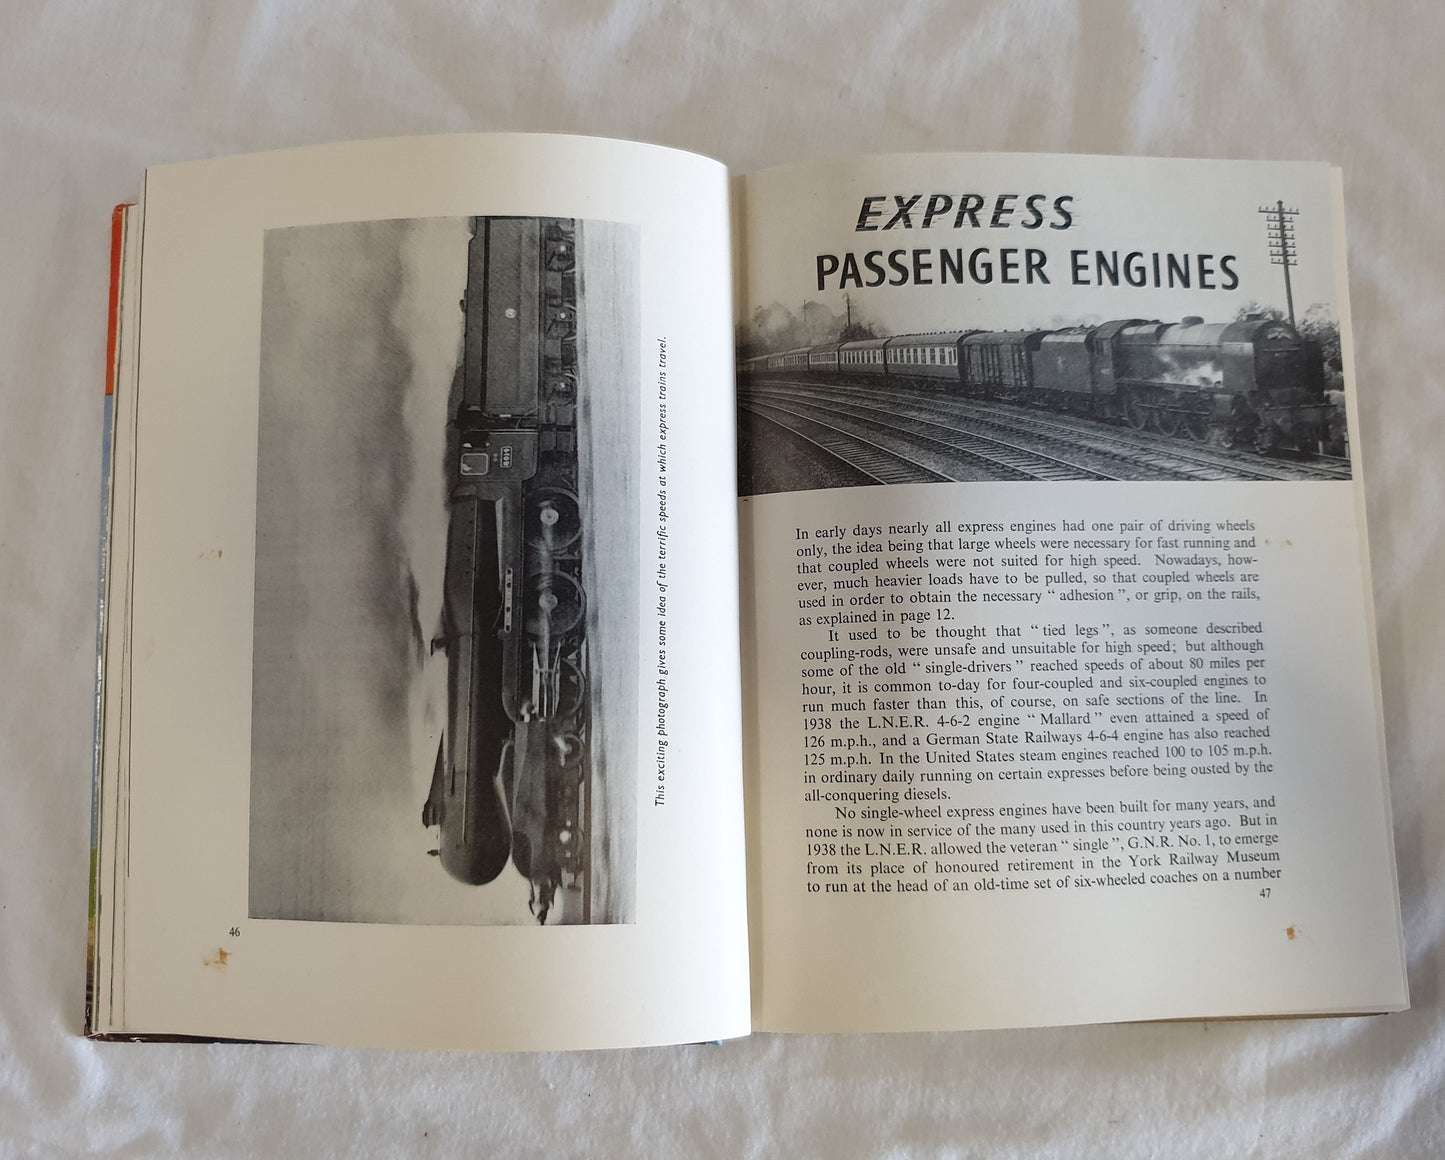 This exciting photograph gives some idea of the terrific speeds at which express trains travel.
46
EXPRESS
PASSENGER ENGINES
In early days nearly all express engines had one pair of driving wheels
only, the idea being that large wheels were necessary for fast running and
that coupled wheels were not suited for high speed. Nowadays, how-
ever, much heavier loads have to be pulled, so that coupled wheels are
used in order to obtain the necessary “ adhesion ”, or grip, on the rails,
as explained in page 12.
It used to be thought that “ tied legs ”, as someone described
coupling-rods, were unsafe and unsuitable for high speed; but although
some of the old “ single-drivers ” reached speeds of about 80 miles per
hour, it is common to-day for four-coupled and six-coupled engines to
run much faster than this, of course, on safe sections of the line. In
1938 the L.N.E.R. 4-6-2 engine “ Mallard ” even attained a speed of
126 m.p.h., and a German State Railways 4-6-4 engine has also reached
125 m.p.h. In the United States steam engines reached 100 to 105 m.p.h.
in ordinary daily running on certain expresses before being ousted by the
all-conquering diesels.
No single-wheel express engines have been built for many years, and
none is now in service of the many used in this country years ago. But in
1938 the L.N.E.R. allowed the veteran “ single ”, G.N.R. No. 1, to emerge
from its place of honoured retirement in the York Railway Museum
to run at the head of an old-time set of six-wheeled coaches on a number
47